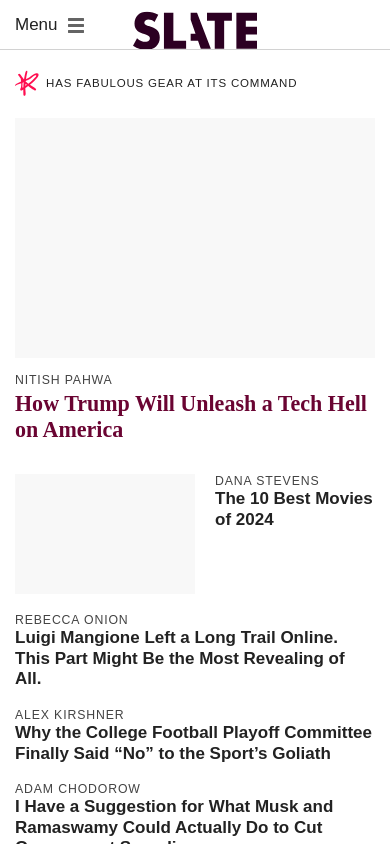 Menu
SLATE
HAS FABULOUS GEAR AT ITS COMMAND
NITISH PAHWA
How Trump Will Unleash a Tech Hell
on America
DANA STEVENS
The 10 Best Movies
of 2024
REBECCA ONION
Luigi Mangione Left a Long Trail Online.
This Part Might Be the Most Revealing of
All.
ALEX KIRSHNER
Why the College Football Playoff Committee
Finally Said “No” to the Sport’s Goliath
ADAM CHODOROW
I Have a Suggestion for What Musk and
Ramaswamy Could Actually Do to Cut